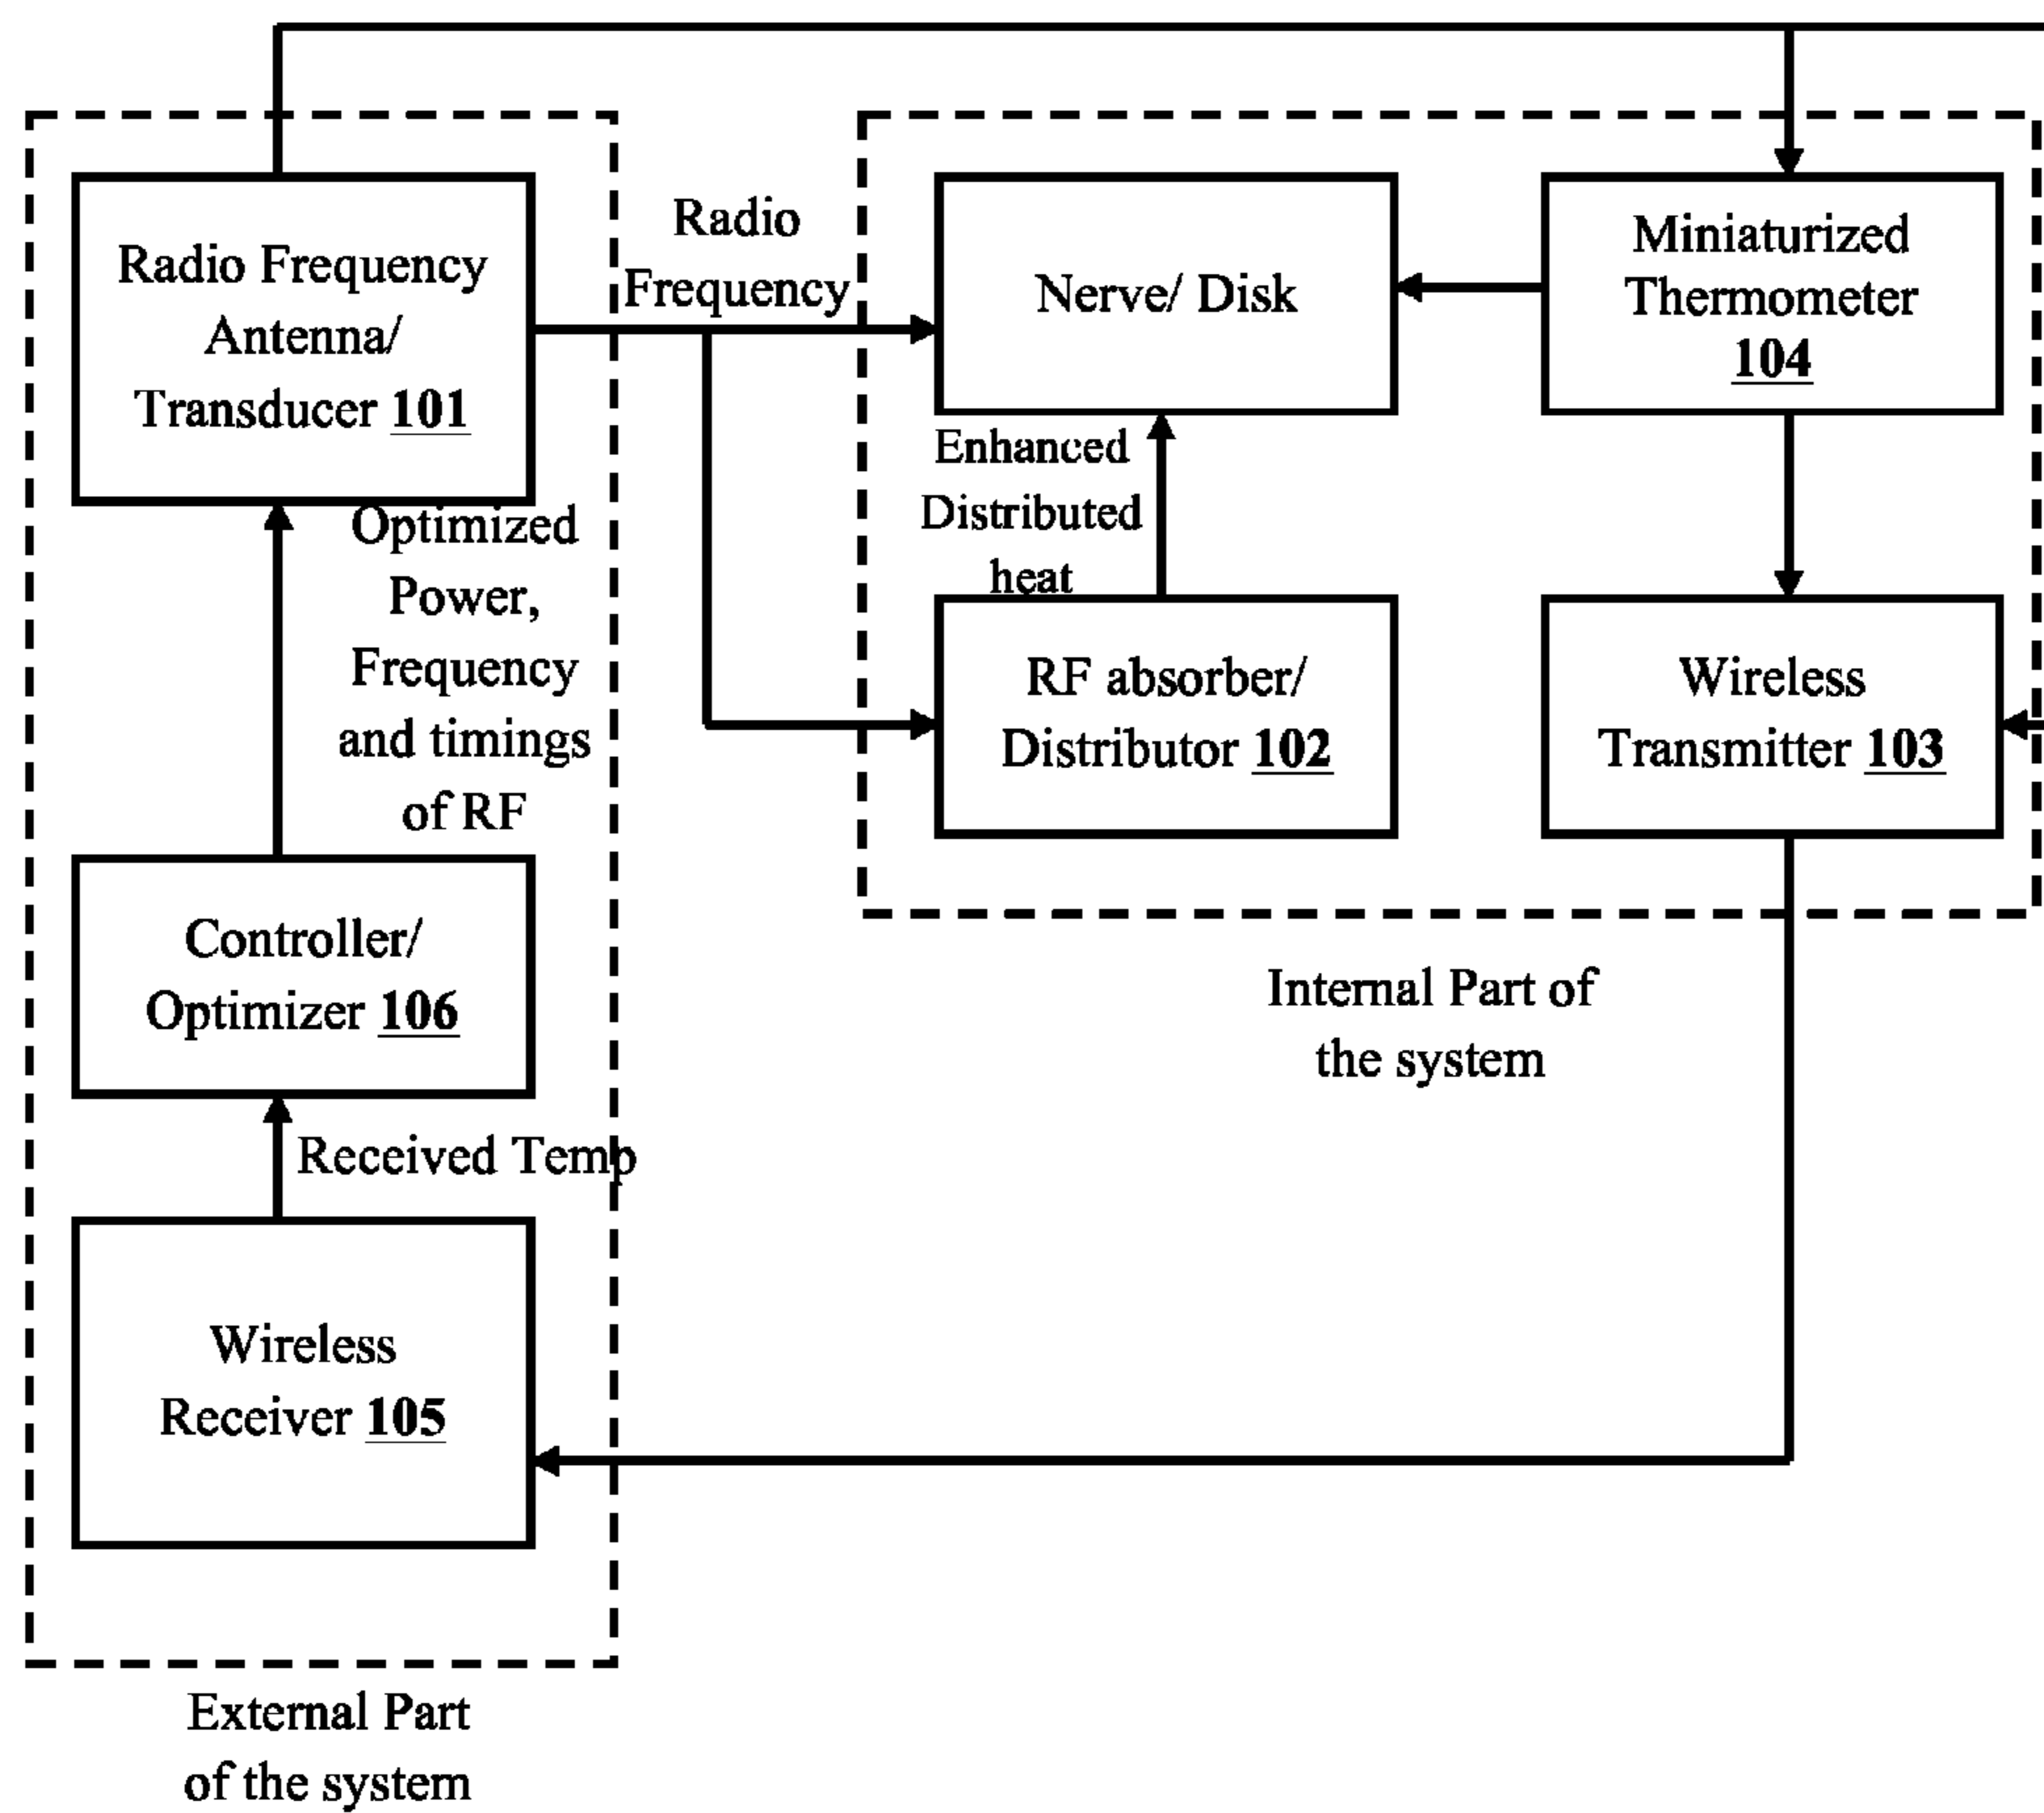 Radio Frequency
Antenna/
Transducer 101
Radio
Frequency
Nerve/ Disk
Miniaturized
Thermometer
104
Enhanced
Distributed
heat
Optimized
Power,
Frequency
and timings
of RF
RF absorber/
Distributor 102
Wireless
Transmitter 103
Controller/
Optimizer 106
Internal Part of
the system
Received Temp
Wireless
Receiver 105
External Part
of the system